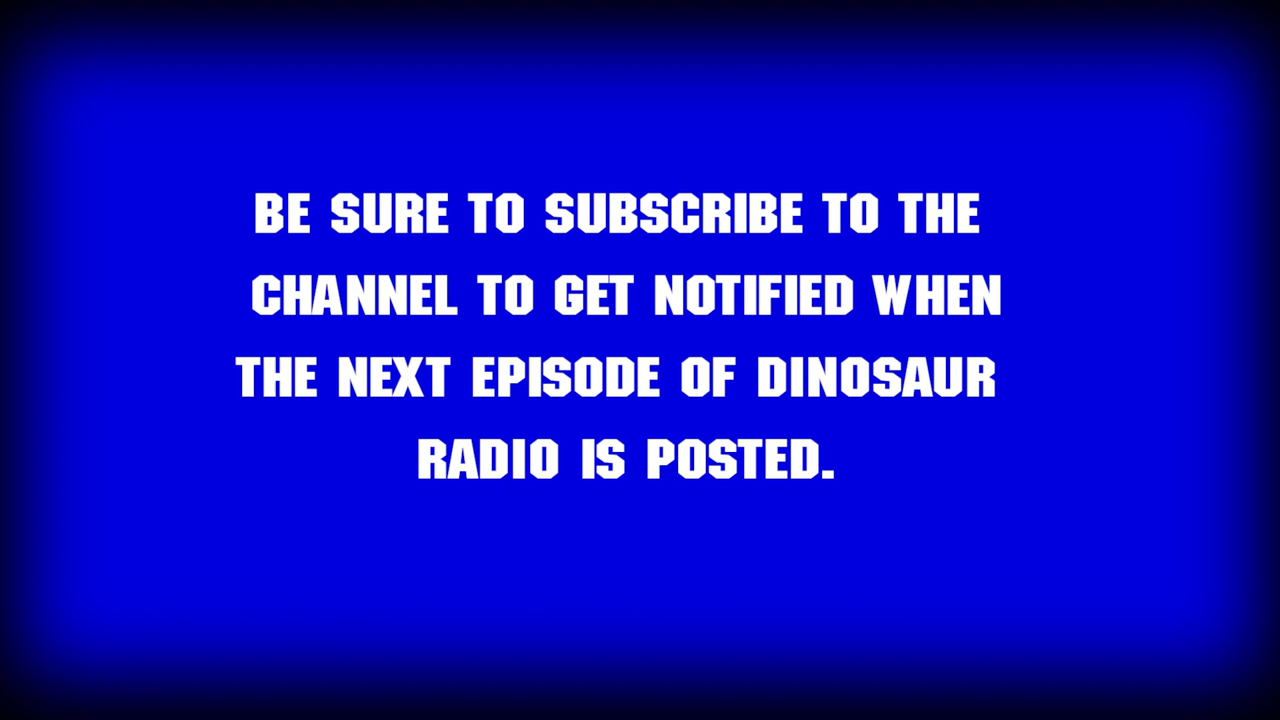 BE SURE TO SUBSCRIBE TO THE
CHANNEL TO GET NOTIFIED WHEN
THE NEXT EPISODE OF DINOSAUR
RADIO IS POSTED.